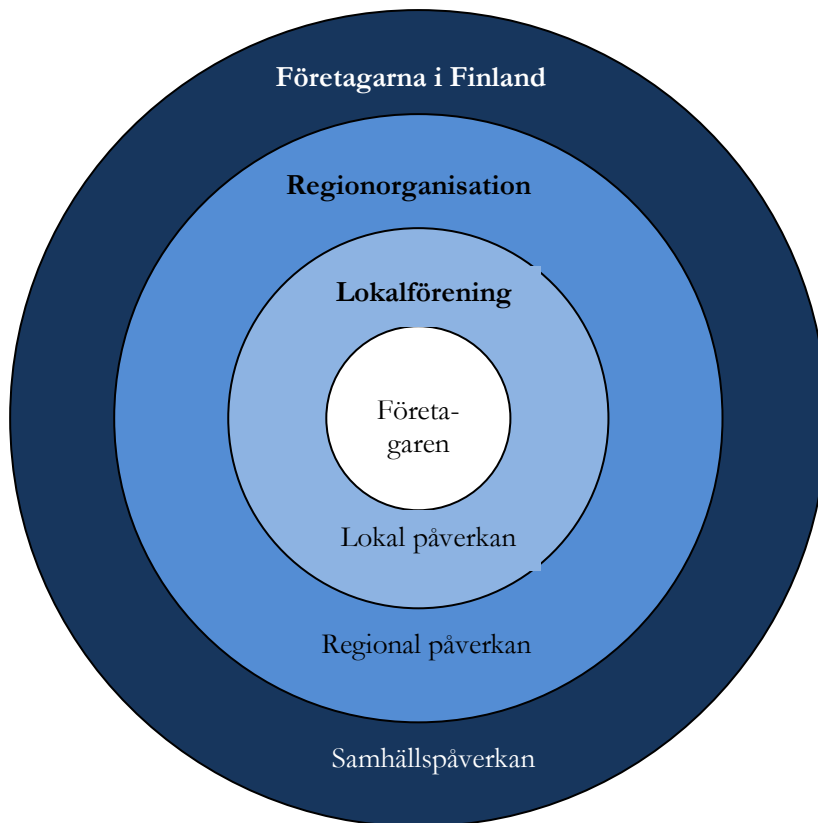 Företagarna i Finland
Regionorganisation
Lokalförening
Företa-
garen
Lokal påverkan
Regional påverkan
Samhällspåverkan